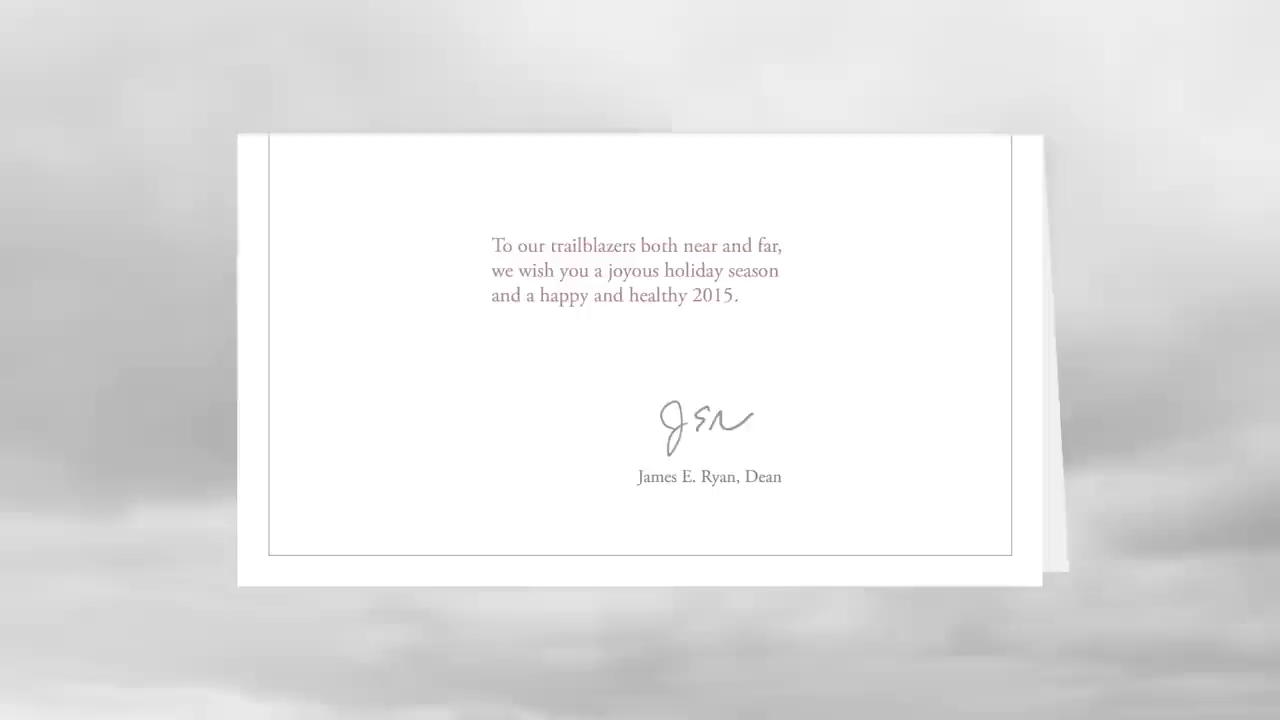 To our trailblazers both near and far,
we wish you a joyous holiday season
and a happy and healthy 2015.
JER
James E. Ryan, Dean